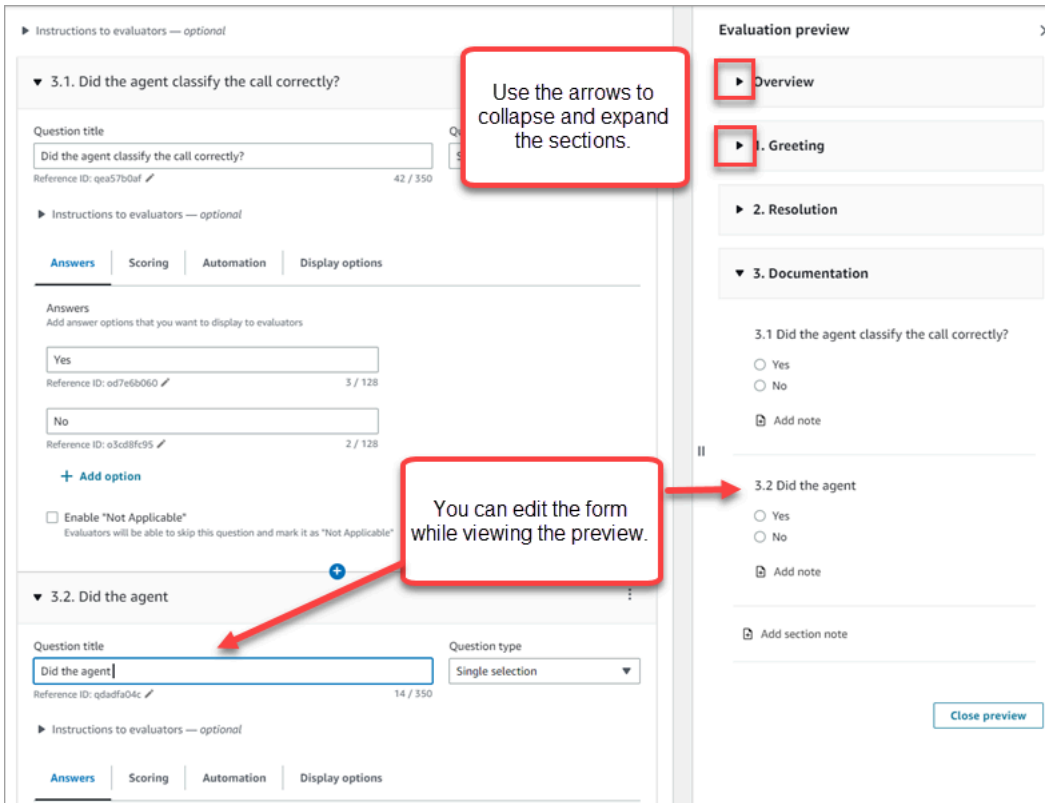 Instructions to evaluators — optional
3.1. Did the agent classify the call correctly?
Question title
Did the agent classify the call correctly?
Reference ID: qea57b0af
42 / 350
Instructions to evaluators — optional
Answers
Scoring
Automation
Display options
Answers
Add answer options that you want to display to evaluators
Yes
Reference ID: od7e6b060
3 / 128
No
Reference ID: o3cd8fc95
2 / 128
+ Add option
Enable "Not Applicable"
Evaluators will be able to skip this question and mark it as "Not Applicable"
3.2. Did the agent
Question title
Question type
Did the agent
Single selection
Reference ID: qdadfa04c
14 / 350
Instructions to evaluators — optional
Answers
Scoring
Automation
Display options
Use the arrows to
collapse and expand
the sections.
You can edit the form
while viewing the preview.
Evaluation preview
Overview
1. Greeting
2. Resolution
3. Documentation
3.1 Did the agent classify the call correctly?
Yes
No
Add note
3.2 Did the agent
Yes
No
Add note
Add section note
Close preview